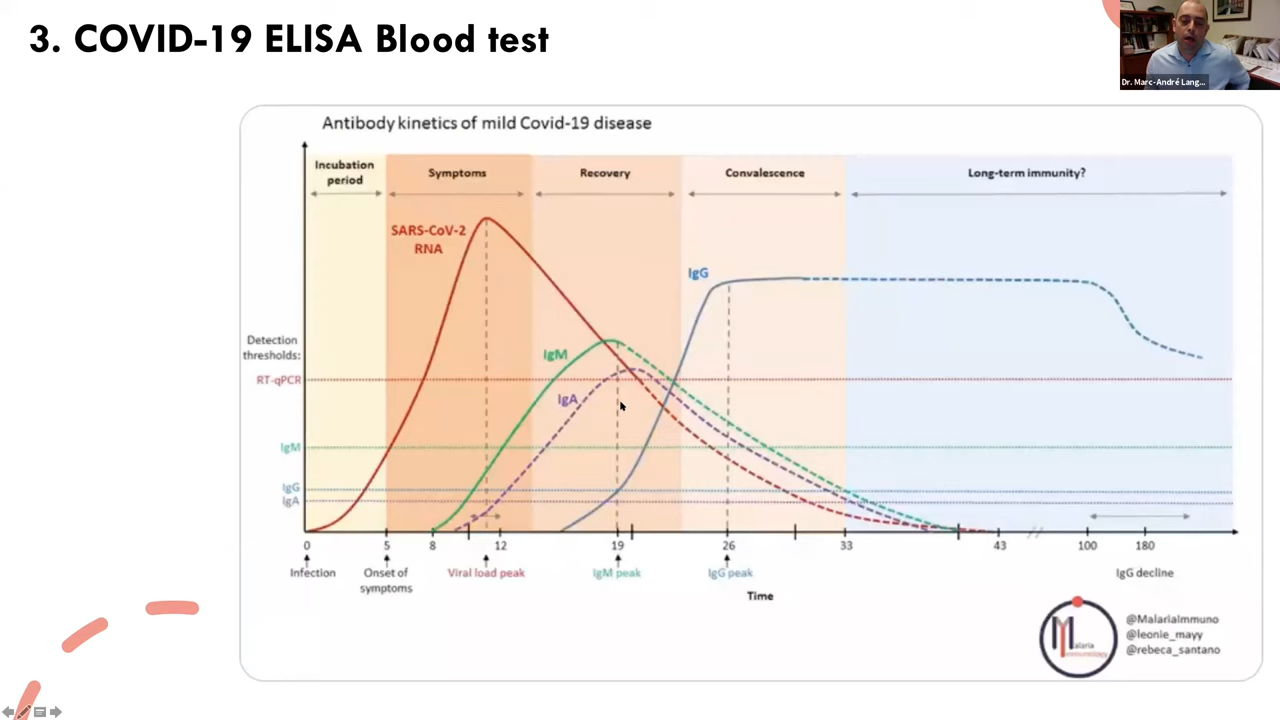 3. COVID-19 ELISA Blood test
Dr. Marc-André Lang...
Antibody kinetics of mild Covid-19 disease
Incubation
period
Symptoms
Recovery
Convalescence
Long-term immunity?
SARS-CoV-2
RNA
IgG
IgM
IgA
Detection
thresholds:
RT-qPCR
IgM
IgG
IgA
0 5 8 12 19 26 33 43 100 180
Infection
Onset of
symptoms
Viral load peak
IgM peak
IgG peak
IgG decline
Time
Malaria
Immunology
@MalariaImmuno
@leonie_mayy
@rebeca_santano